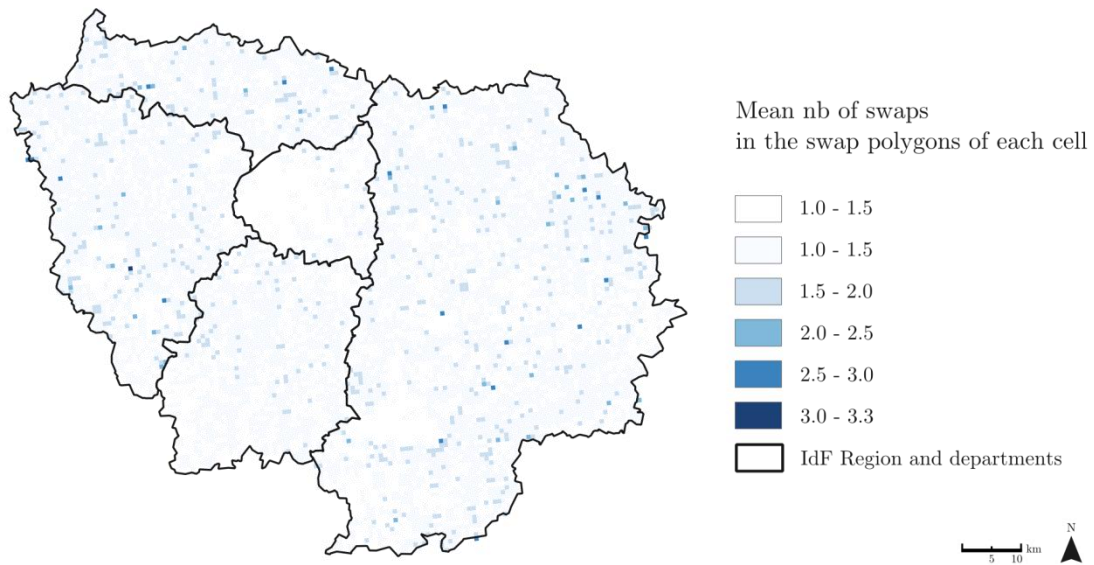 Mean nb of swaps
in the swap polygons of each cell
1.0 - 1.5
1.0 - 1.5
1.5 - 2.0
2.0 - 2.5
2.5 - 3.0
3.0 - 3.3
IdF Region and departments
N
km
5 10